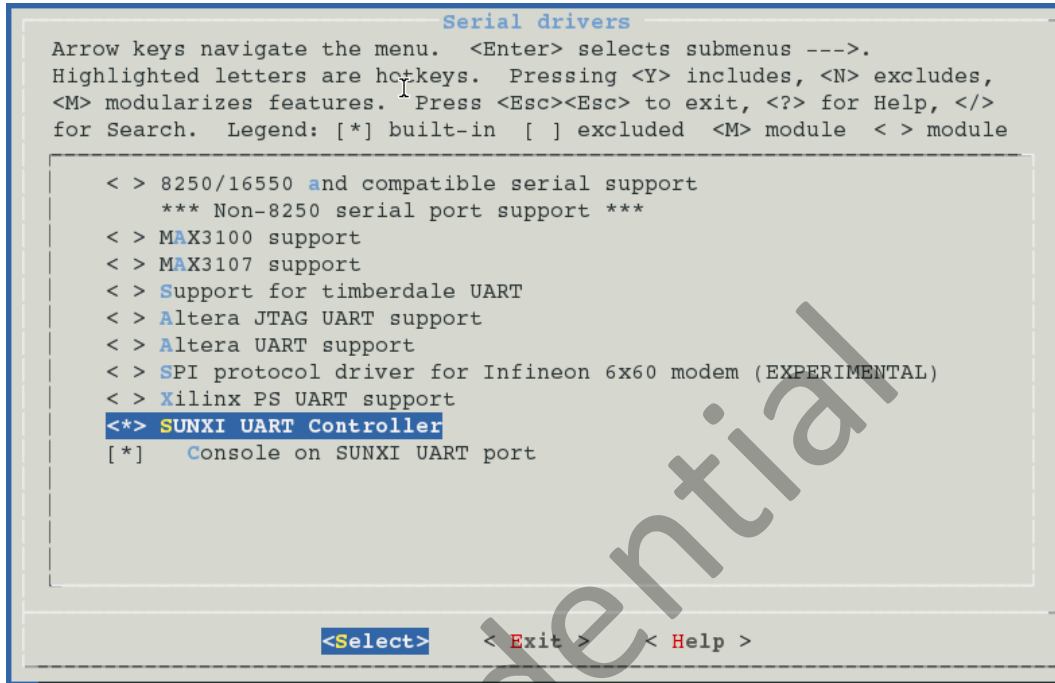 Serial drivers
Arrow keys navigate the menu.  <Enter> selects submenus --->.
Highlighted letters are hotkeys.  Pressing <Y> includes, <N> excludes,
<M> modularizes features.  Press <Esc><Esc> to exit, <?> for Help, </>
for Search.  Legend: [*] built-in  [ ] excluded  <M> module  < > module
< > 8250/16550 and compatible serial support
*** Non-8250 serial port support ***
< > MAX3100 support
< > MAX3107 support
< > Support for timberdale UART
< > Altera JTAG UART support
< > Altera UART support
< > SPI protocol driver for Infineon 6x60 modem (EXPERIMENTAL)
< > Xilinx PS UART support
<*> SUNXI UART Controller
[*]   Console on SUNXI UART port
<Select>    < Exit >    < Help >
dential